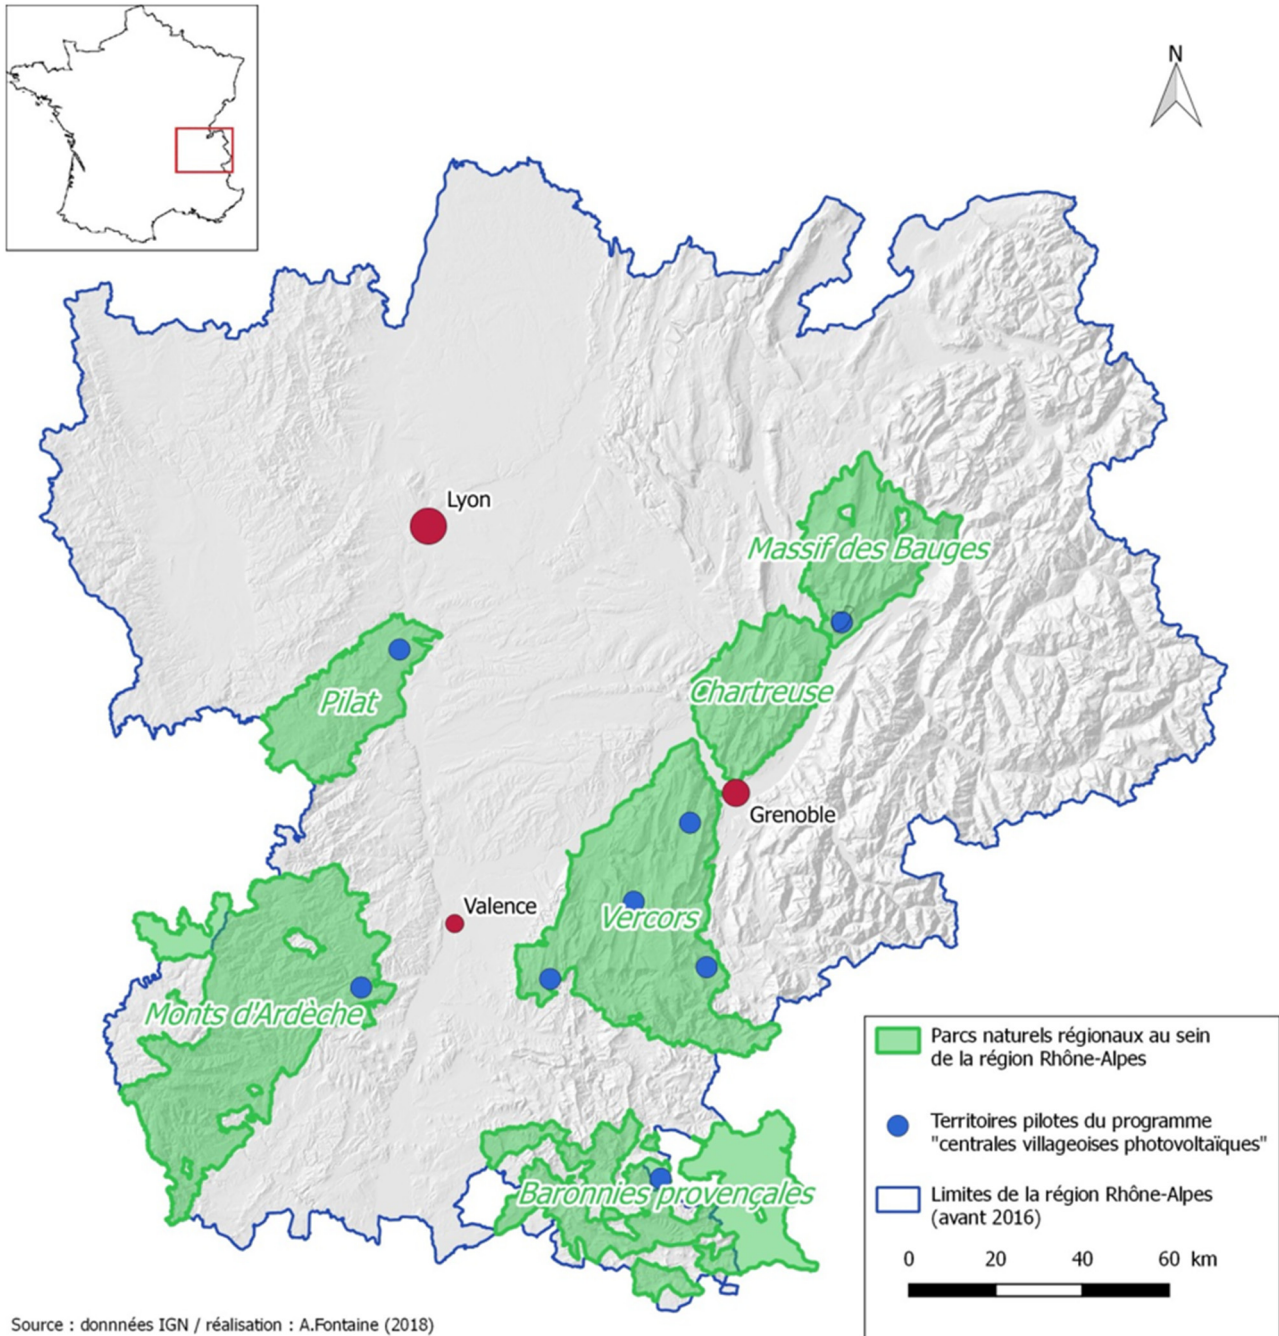 N
Lyon
Massif des Bauges
Pilat
Chartreuse
Grenoble
Valence
Vercors
Monts d'Ardèche
Baronnies provençales
Parcs naturels régionaux au sein
de la région Rhône-Alpes
Territoires pilotes du programme
"centrales villageoises photovoltaïques"
Limites de la région Rhône-Alpes
(avant 2016)
0 20 40 60 km
Source : donnnées IGN / réalisation : A.Fontaine (2018)